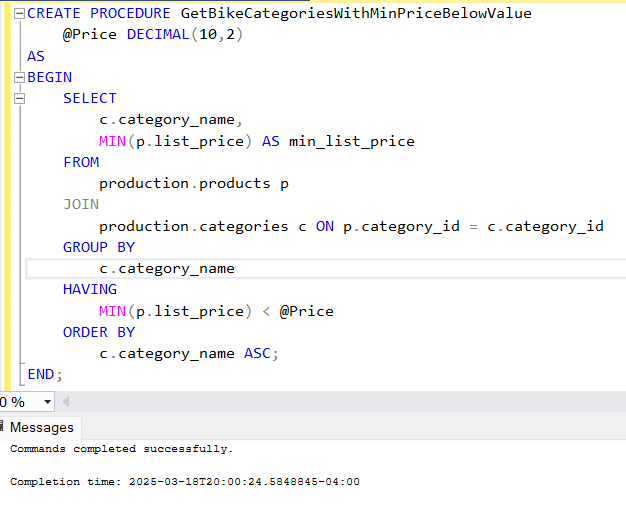 CREATE PROCEDURE GetBikeCategoriesWithMinPriceBelowValue
@Price DECIMAL(10,2)
AS
BEGIN
SELECT
c.category_name,
MIN(p.list_price) AS min_list_price
FROM
production.products p
JOIN
production.categories c ON p.category_id = c.category_id
GROUP BY
c.category_name
HAVING
MIN(p.list_price) < @Price
ORDER BY
c.category_name ASC;
END;
0 %
Messages
Commands completed successfully.
Completion time: 2025-03-18T20:00:24.5848845-04:00